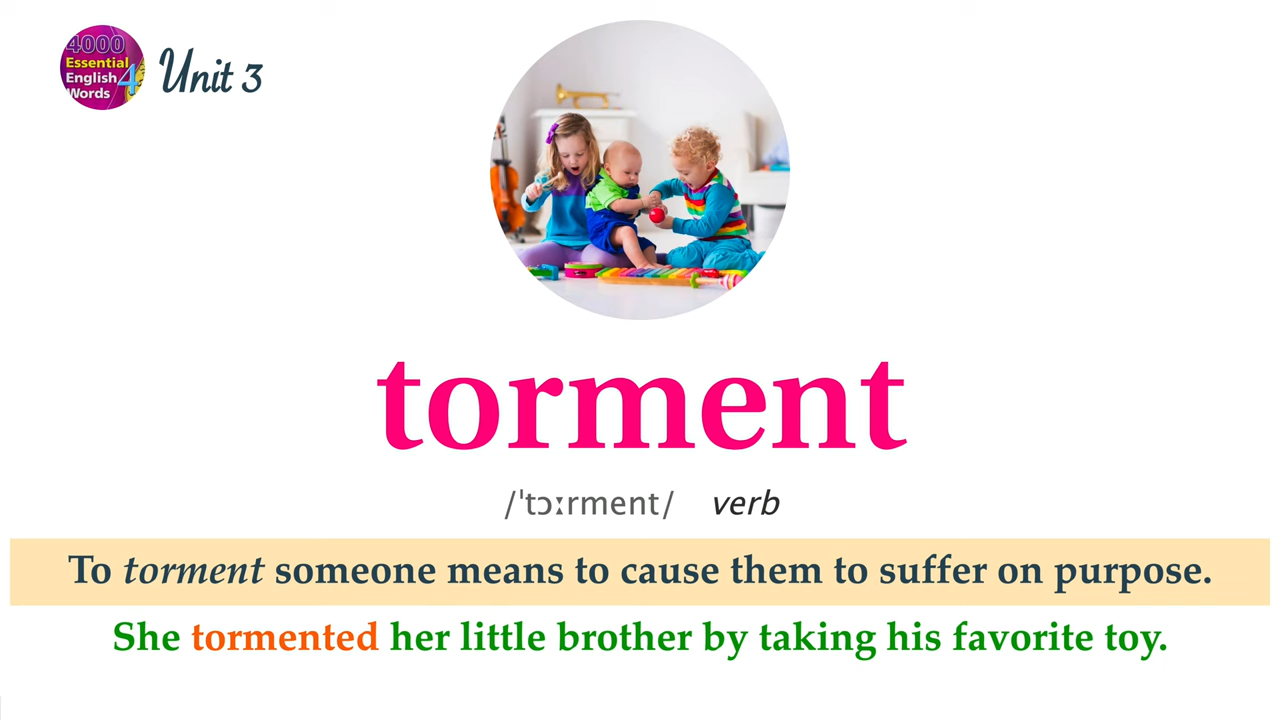 4000
Essential
English 4
Words
Unit 3
torment
/ˈtɔːrment/ verb
To torment someone means to cause them to suffer on purpose.
She tormented her little brother by taking his favorite toy.